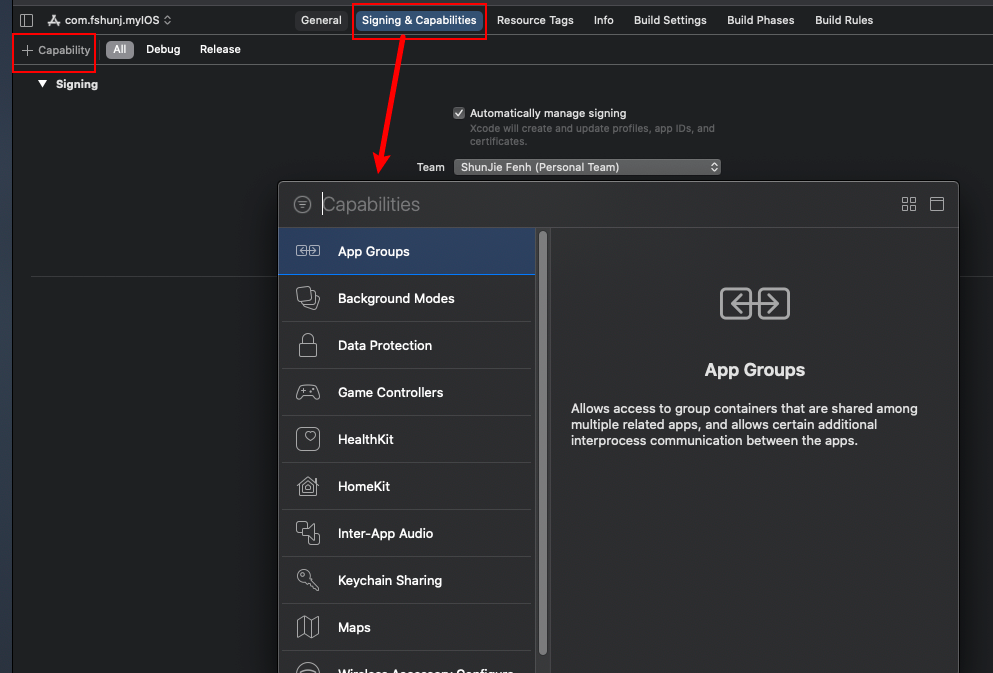 com.fshunj.myIOS
General
Signing & Capabilities
Resource Tags
Info
Build Settings
Build Phases
Build Rules
+ Capability
All
Debug
Release
Signing
Automatically manage signing
Xcode will create and update profiles, app IDs, and
certificates.
Team
ShunJie Fenh (Personal Team)
Capabilities
App Groups
Background Modes
Data Protection
Game Controllers
HealthKit
HomeKit
Inter-App Audio
Keychain Sharing
Maps
Wireless Accessory Configura
App Groups
Allows access to group containers that are shared among
multiple related apps, and allows certain additional
interprocess communication between the apps.